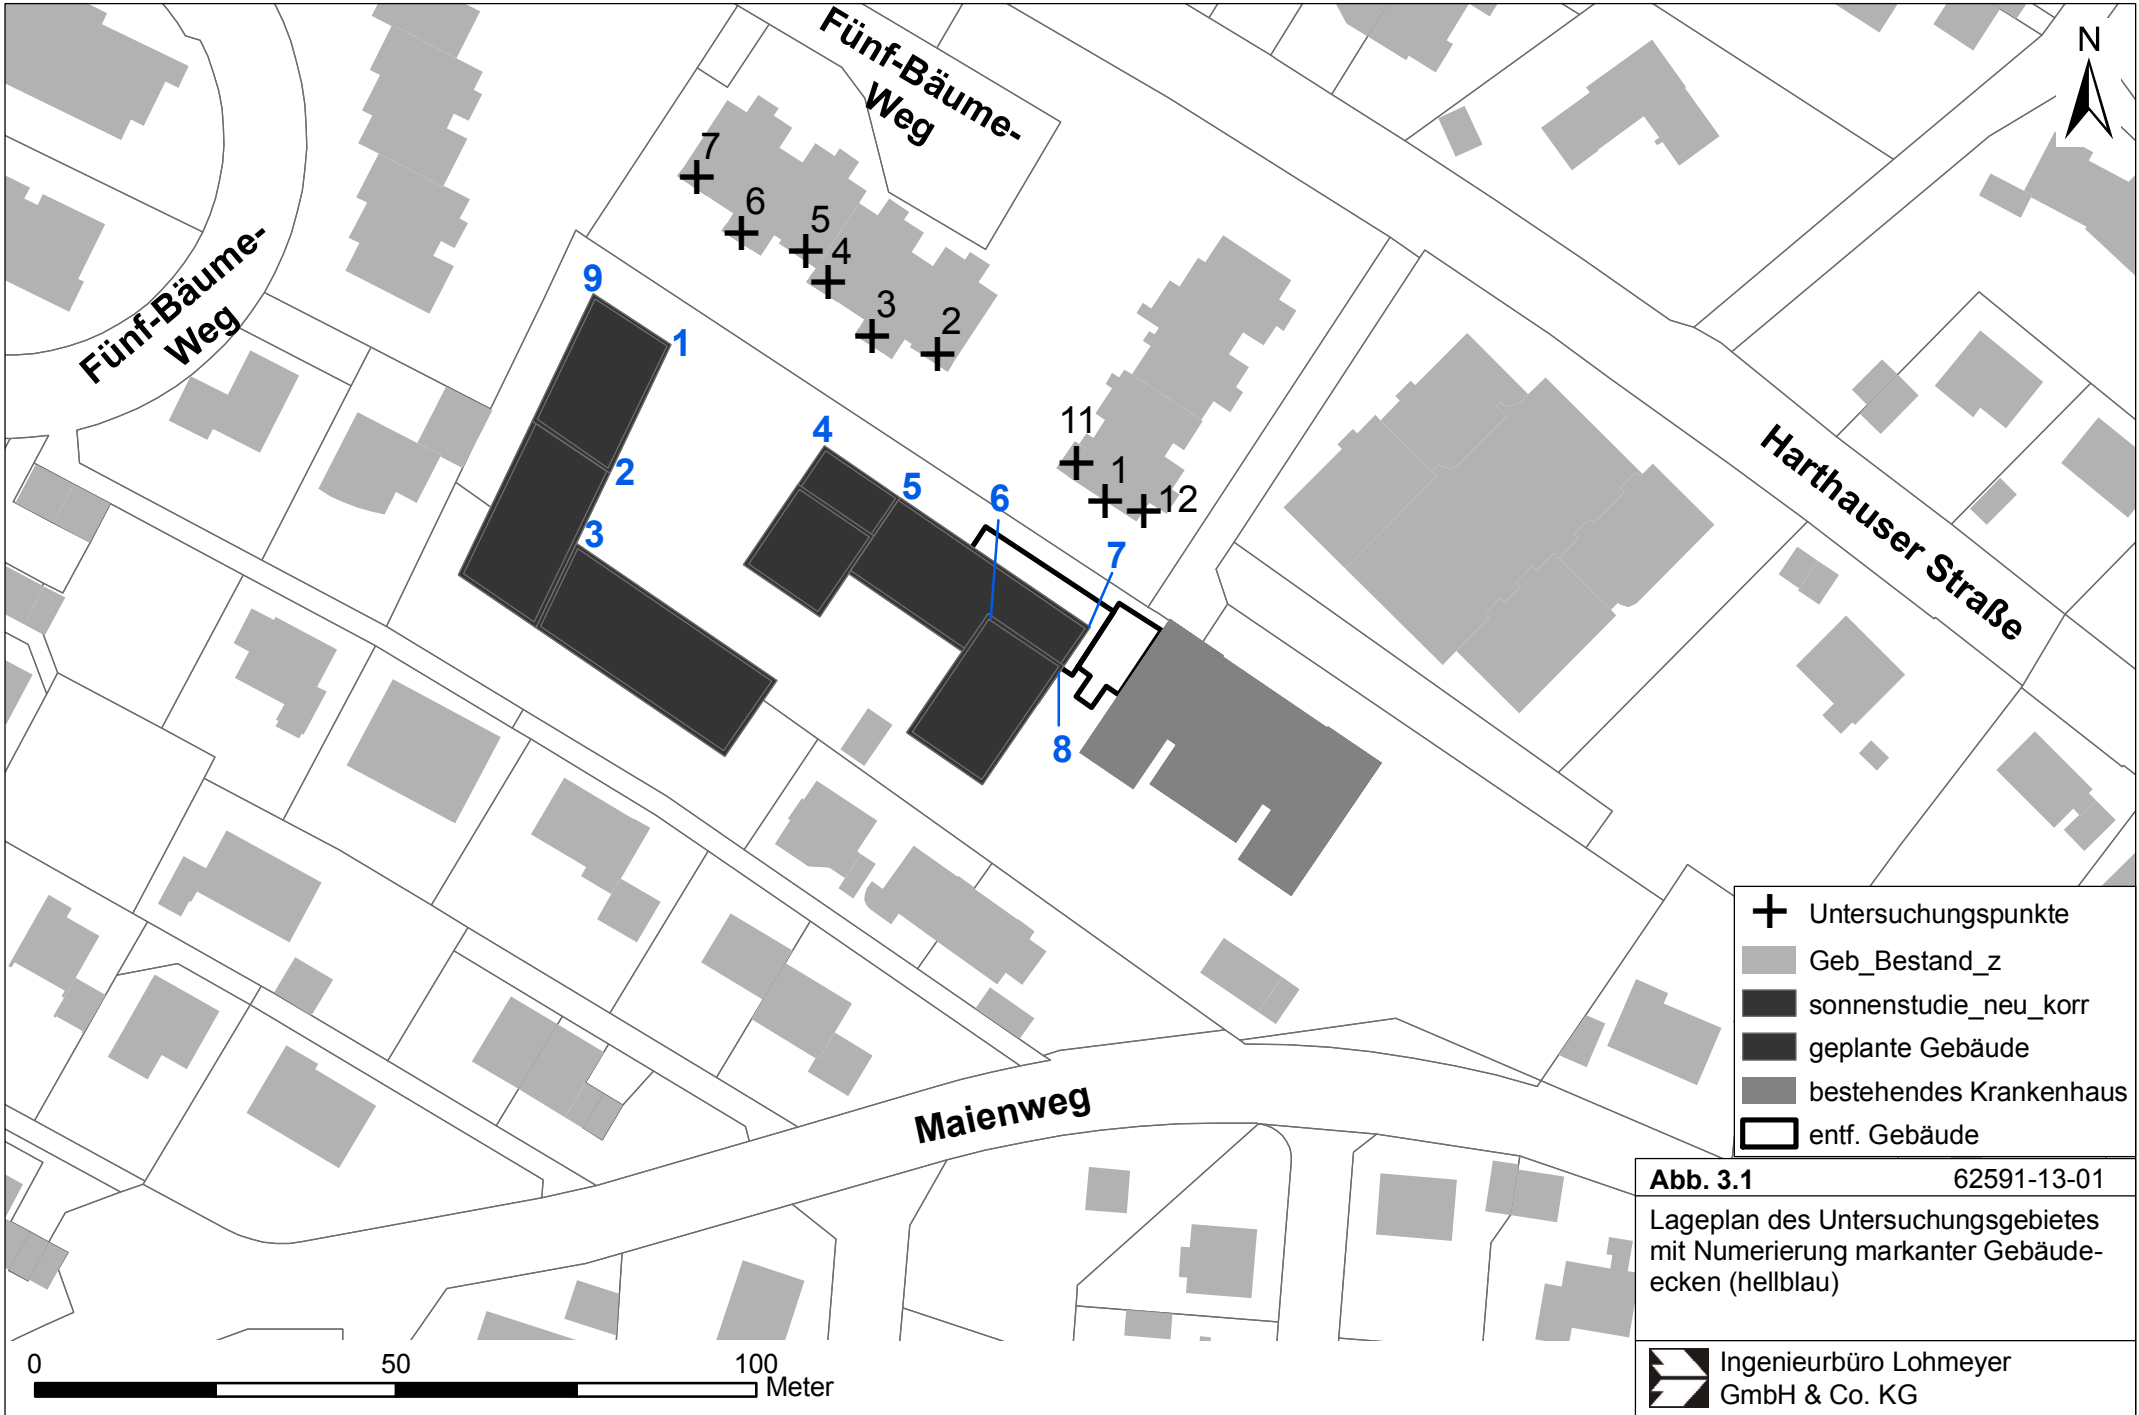 Fünf-Bäume-
Weg
N
7
6
5
4
3
2
11
1
12
Fünf-Bäume-
Weg
9
1
2
3
4
5
6
7
8
Harthauser Straße
Maienweg
Untersuchungspunkte
Geb_Bestand_z
sonnenstudie_neu_korr
geplante Gebäude
bestehendes Krankenhaus
entf. Gebäude
Abb. 3.1 62591-13-01
Lageplan des Untersuchungsgebietes
mit Numerierung markanter Gebäude-
ecken (hellblau)
Ingenieurbüro Lohmeyer
GmbH & Co. KG
0 50 100
Meter